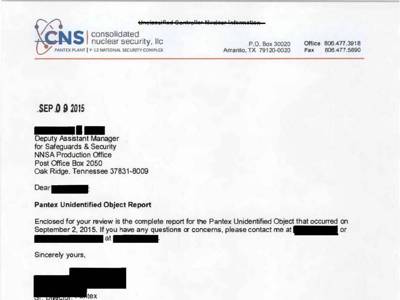 Unclassified Controlled Nuclear Information
CNS consolidated
nuclear security, llc
PANTEX PLANT Y-12 NATIONAL SECURITY COMPLEX
P.O. Box 30020 Office 806.477.3918
Amarillo, TX 79120-0020 Fax 806.477.5890
SEP 09 2015
Deputy Assistant Manager
for Safeguards & Security
NNSA Production Office
Post Office Box 2050
Oak Ridge, Tennessee 37831-8009
Dear
Pantex Unidentified Object Report
Enclosed for your review is the complete report for the Pantex Unidentified Object that occurred on
September 2, 2015. If you have any questions or concerns, please contact me at or
at
Sincerely yours,
Sr. Director, Pantex